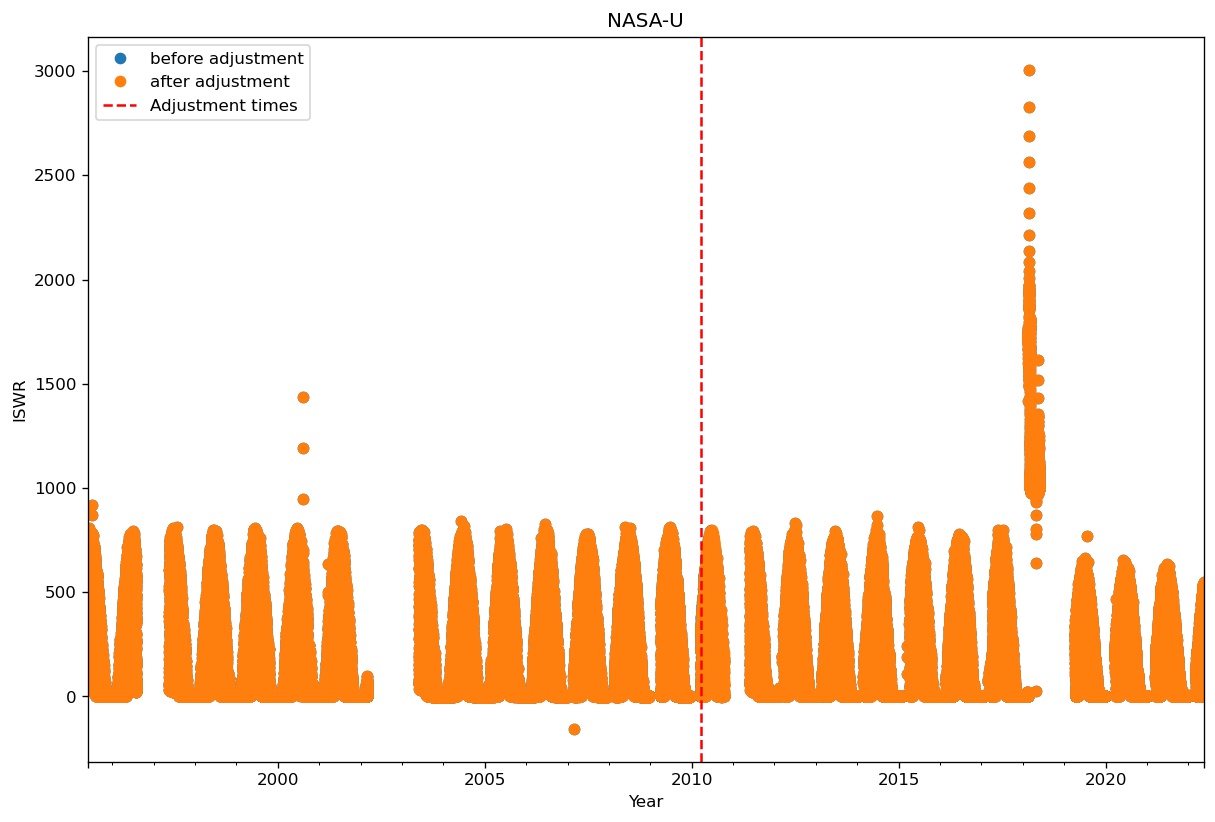 NASA-U
before adjustment
after adjustment
Adjustment times
3000
2500
2000
1500
1000
500
0
ISWR
2000 2005 2010 2015 2020
Year